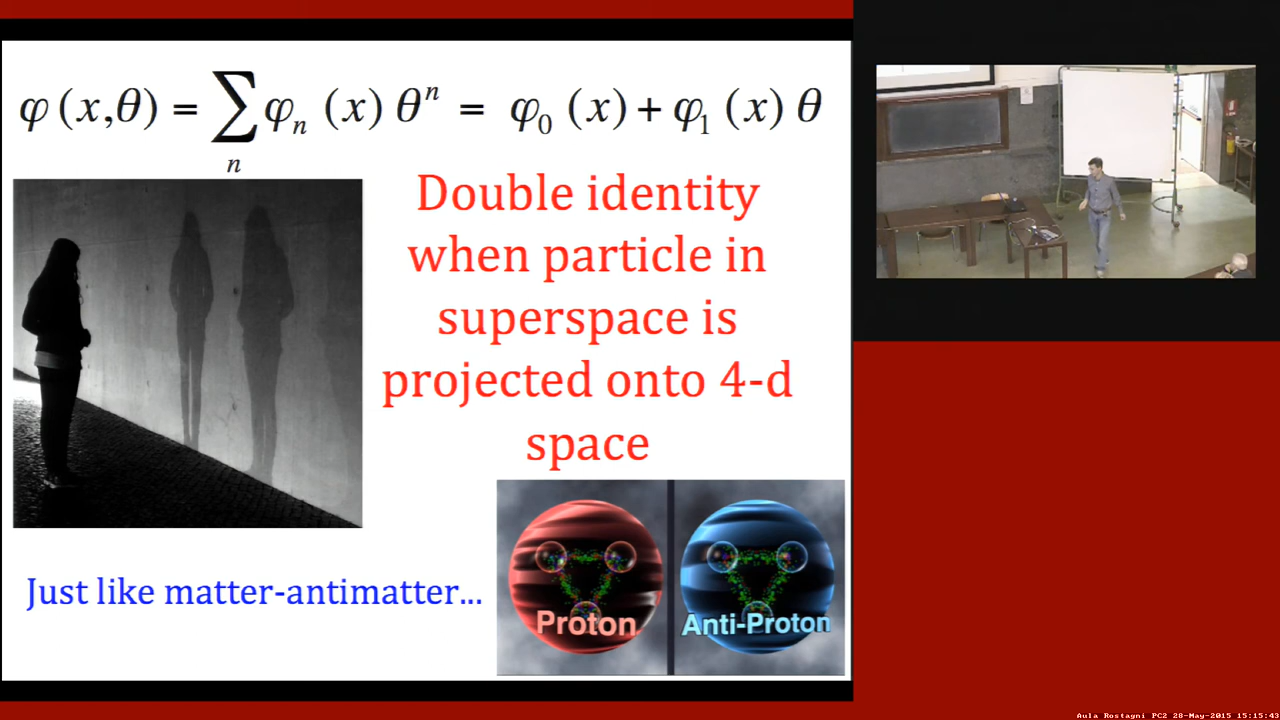 φ (x,θ) = ∑ φn (x) θ^n = φ0 (x) + φ1 (x) θ
n
Double identity
when particle in
superspace is
projected onto 4-d
space
Just like matter-antimatter...
Proton
Anti-Proton
Aula Rostagni PC2 28-May-2015 15:15:43